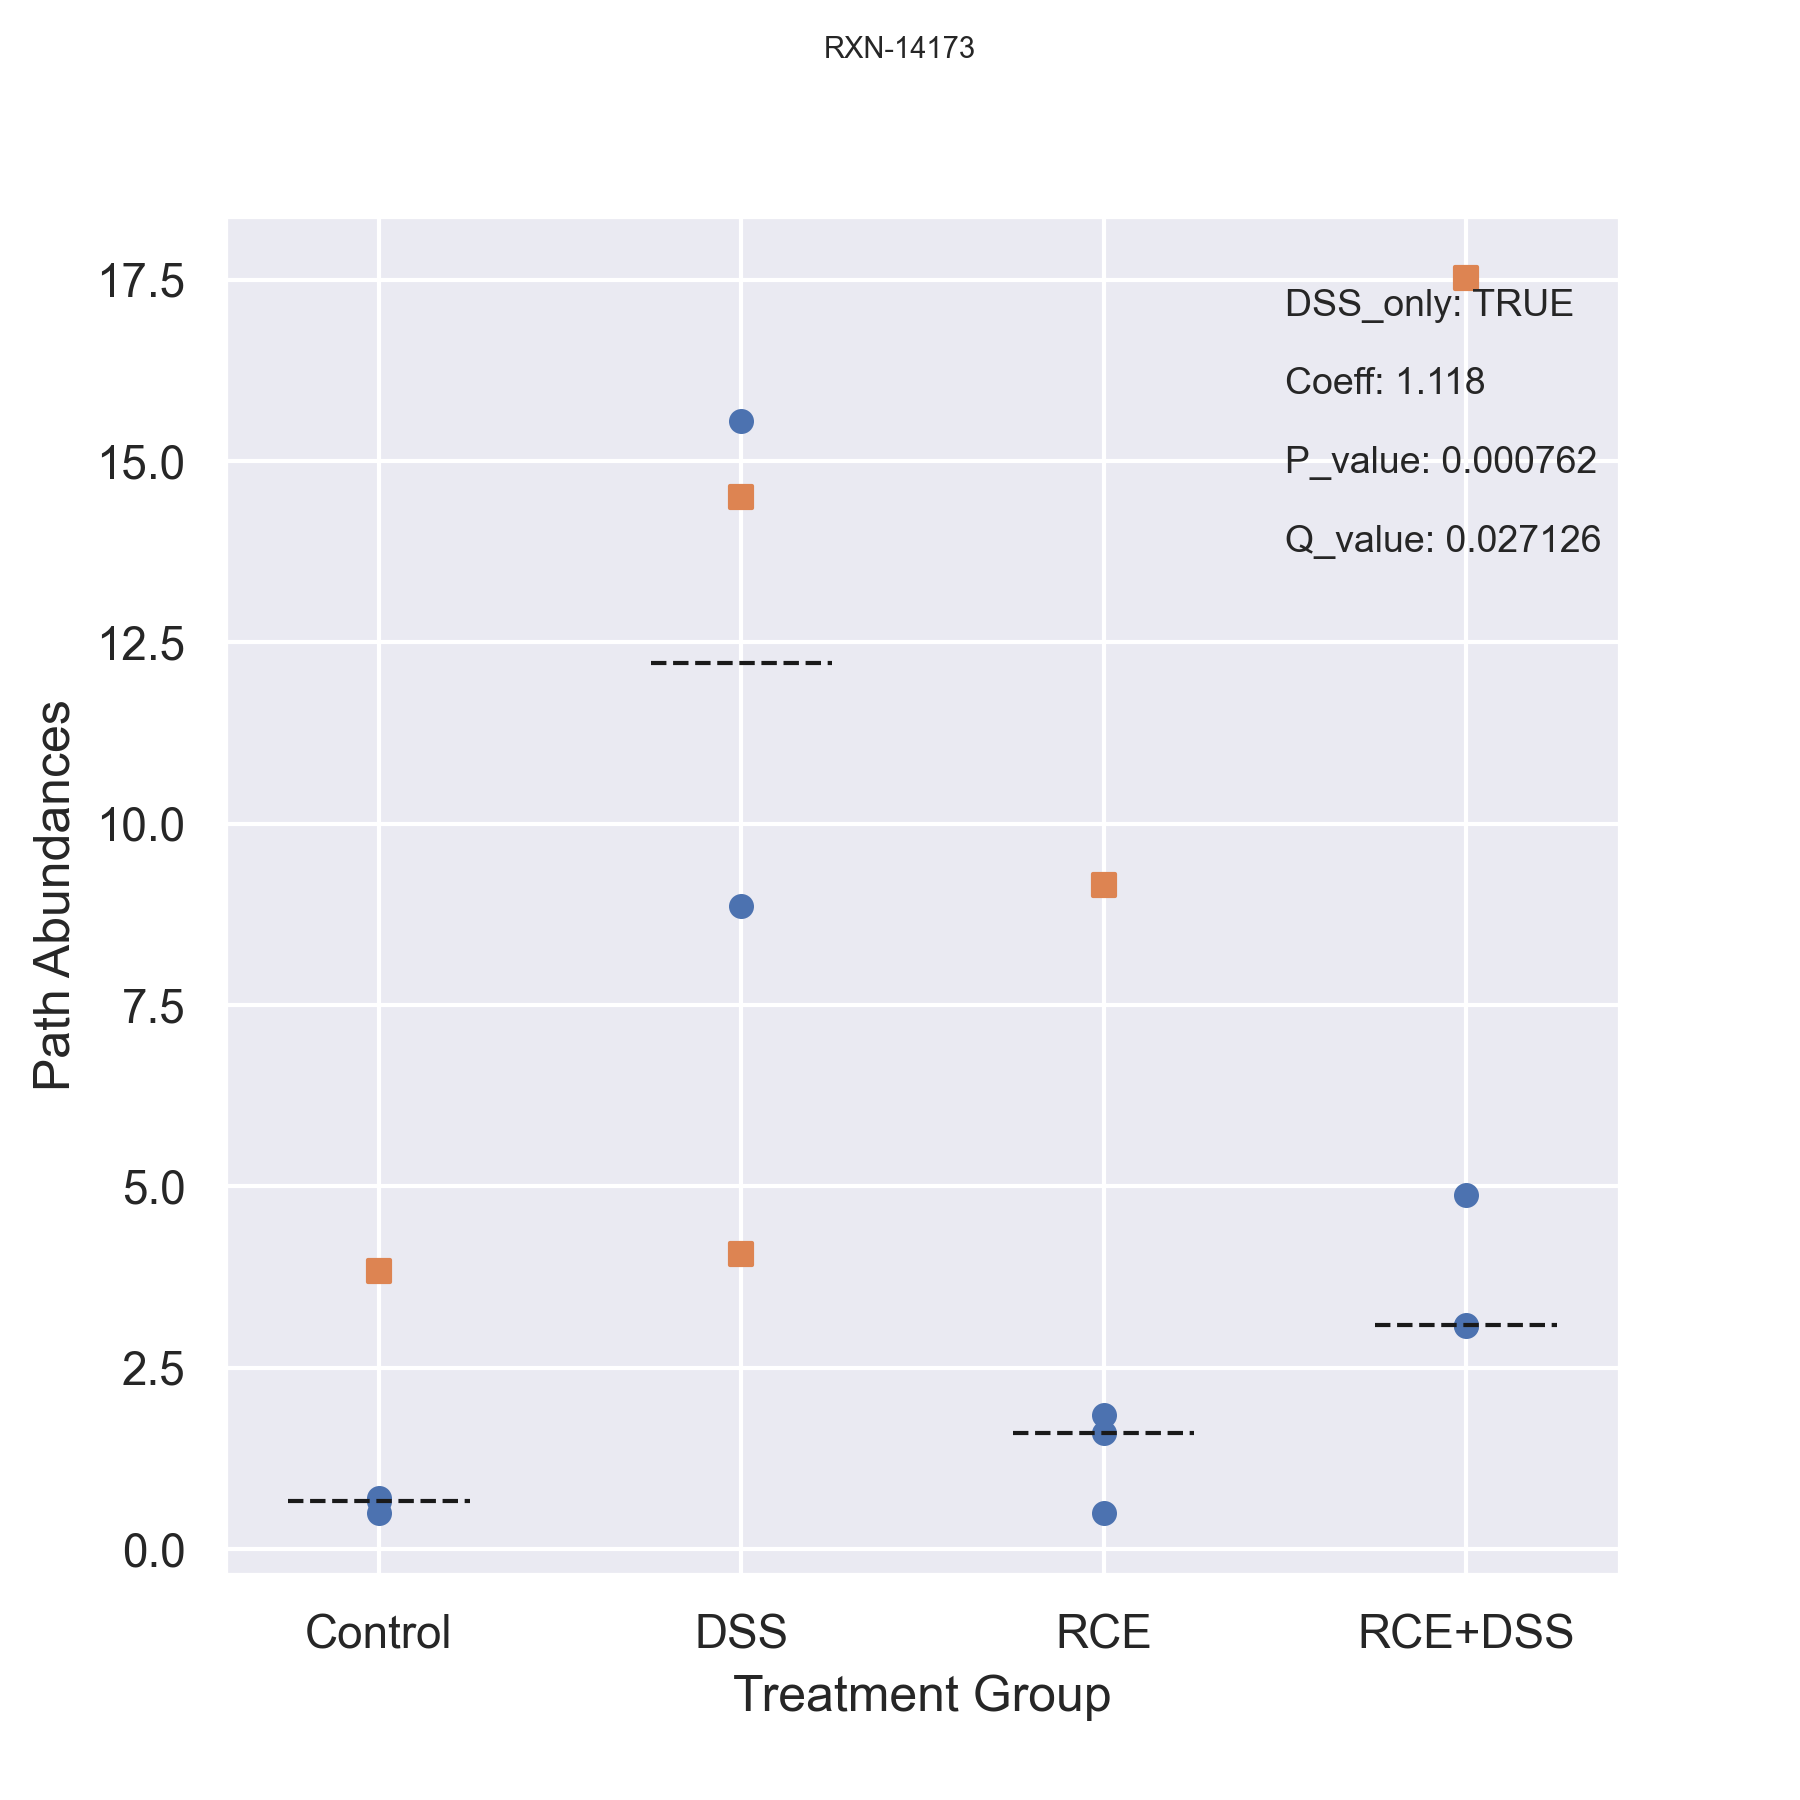 RXN-14173
17.5
15.0
12.5
10.0
7.5
5.0
2.5
0.0
Path Abundances
DSS_only: TRUE
Coeff: 1.118
P_value: 0.000762
Q_value: 0.027126
Control
DSS
RCE
RCE+DSS
Treatment Group